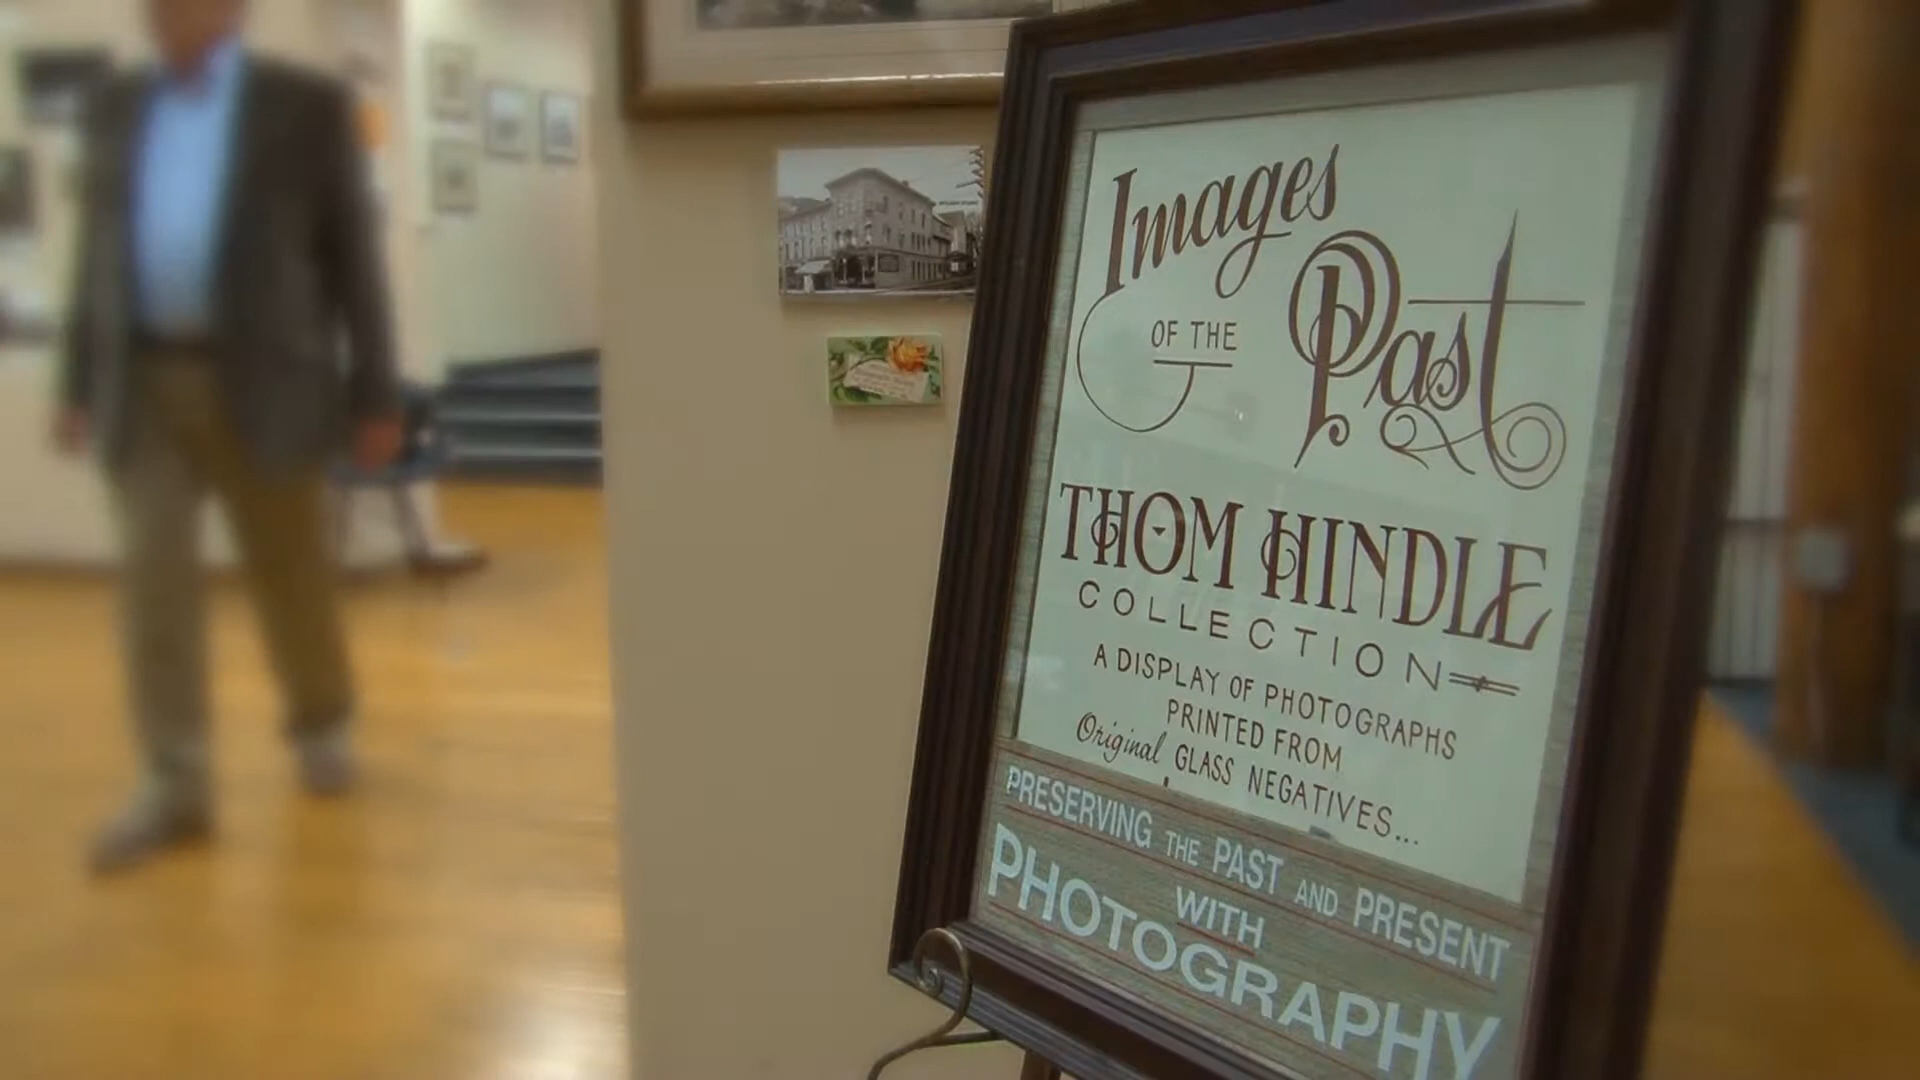 Images
OF THE Past
THOM HINDLE
COLLECTION
A DISPLAY OF PHOTOGRAPHS
PRINTED FROM
Original GLASS NEGATIVES...
PRESERVING THE PAST AND PRESENT
WITH
PHOTOGRAPHY